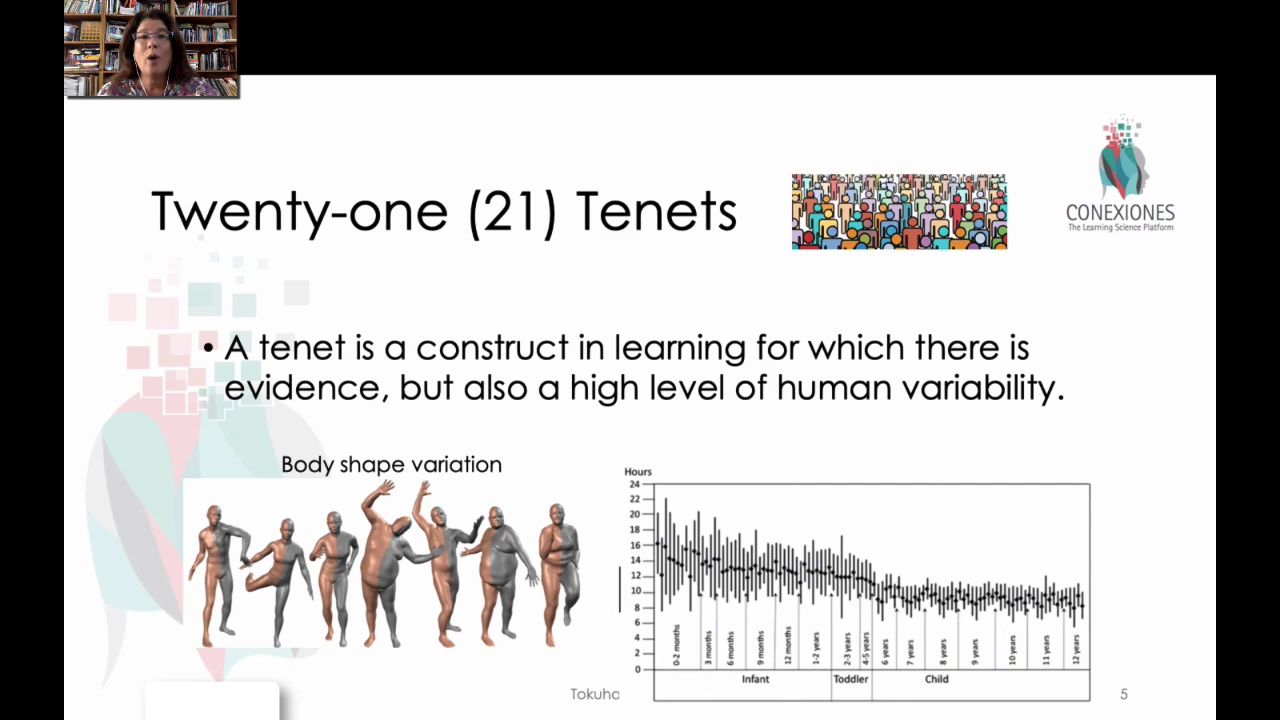 Twenty-one (21) Tenets
CONEXIONES
The Learning Science Platform
• A tenet is a construct in learning for which there is
evidence, but also a high level of human variability.
Body shape variation
Hours
24
22
20
18
16
14
12
10
8
6
4
2
0
0-2 months
3 months
6 months
9 months
12 months
1-2 years
2-3 years
4-5 years
6 years
7 years
8 years
9 years
10 years
11 years
12 years
Infant
Toddler
Child
5